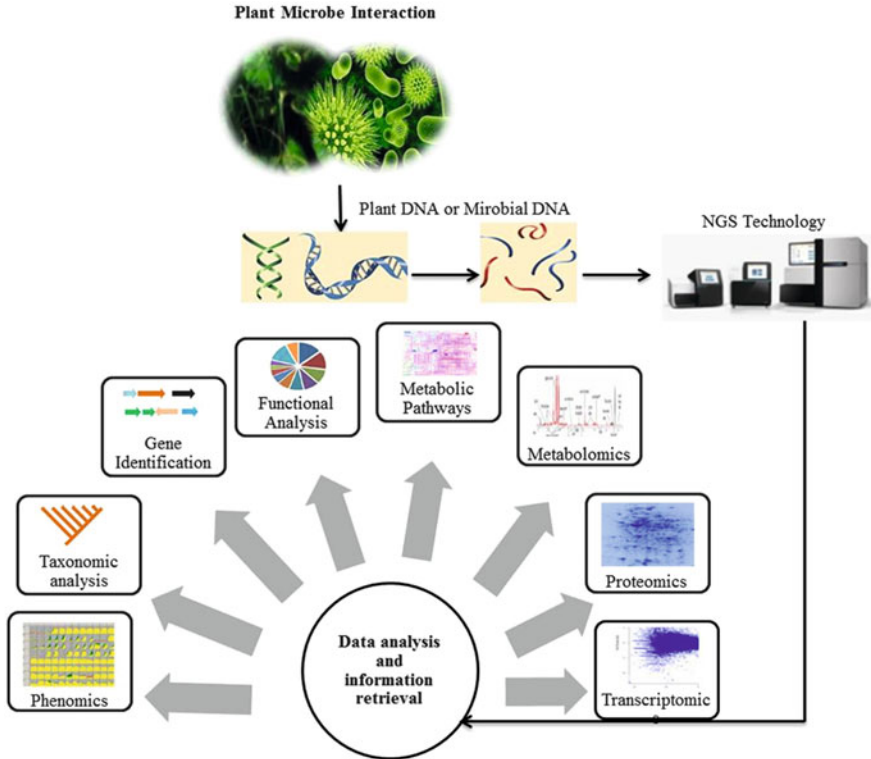 Plant Microbe Interaction
Plant DNA or Mirobial DNA
NGS Technology
Metabolic
Pathways
Functional
Analysis
Metabolomics
Gene
Identification
Taxonomic
analysis
Proteomics
Phenomics
Data analysis
and
information
retrieval
Transcriptomic